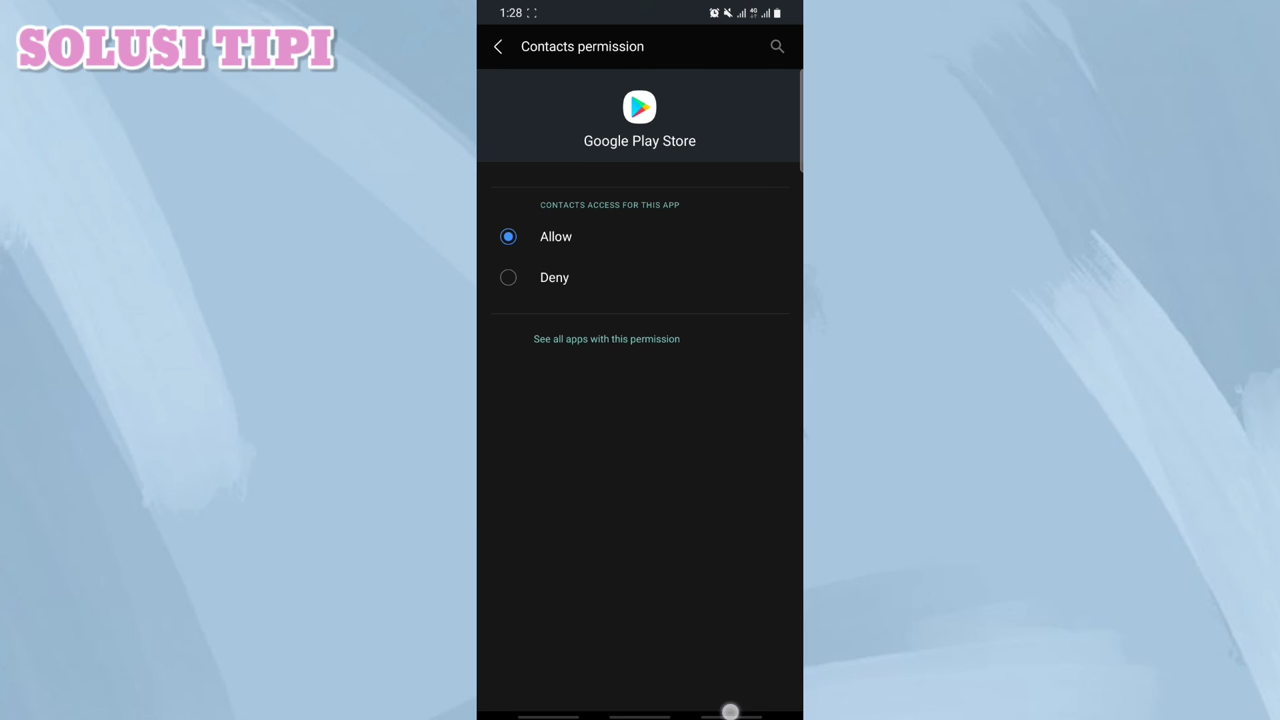 SOLUSI TIPI
1:28
4G
Contacts permission
Google Play Store
CONTACTS ACCESS FOR THIS APP
Allow
Deny
See all apps with this permission